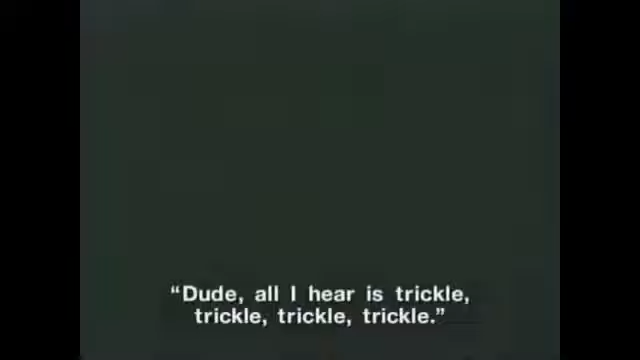 “Dude, all I hear is trickle,
trickle, trickle, trickle.”